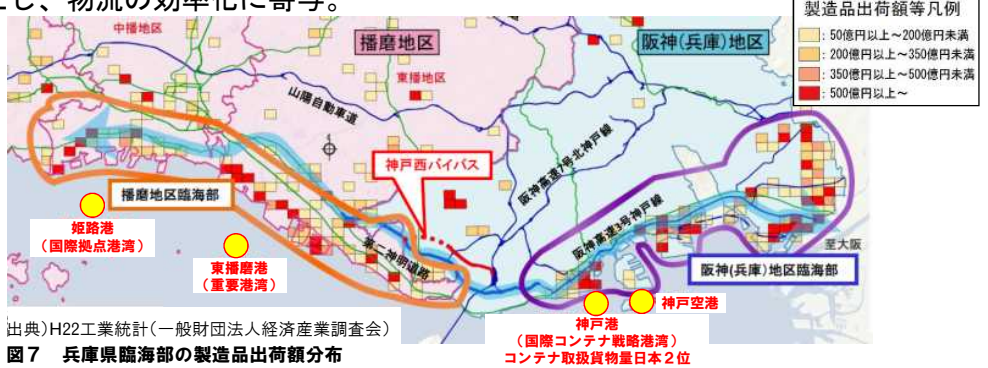 し、物流の効率化に寄与。
製造品出荷額等凡例
：50億円以上～200億円未満
：200億円以上～350億円未満
：350億円以上～500億円未満
：500億円以上～
中播地区
播磨地区
阪神(兵庫)地区
東播地区
山陽自動車道
神戸西バイパス
阪神高速7号北神戸線
阪神高速3号神戸線
播磨地区臨海部
第二神明道路
姫路港
（国際拠点港湾）
東播磨港
（重要港湾）
至大阪
阪神(兵庫)地区臨海部
神戸空港
神戸港
（国際コンテナ戦略港湾）
コンテナ取扱貨物量日本２位
出典)H22工業統計(一般財団法人経済産業調査会)
図７　兵庫県臨海部の製造品出荷額分布